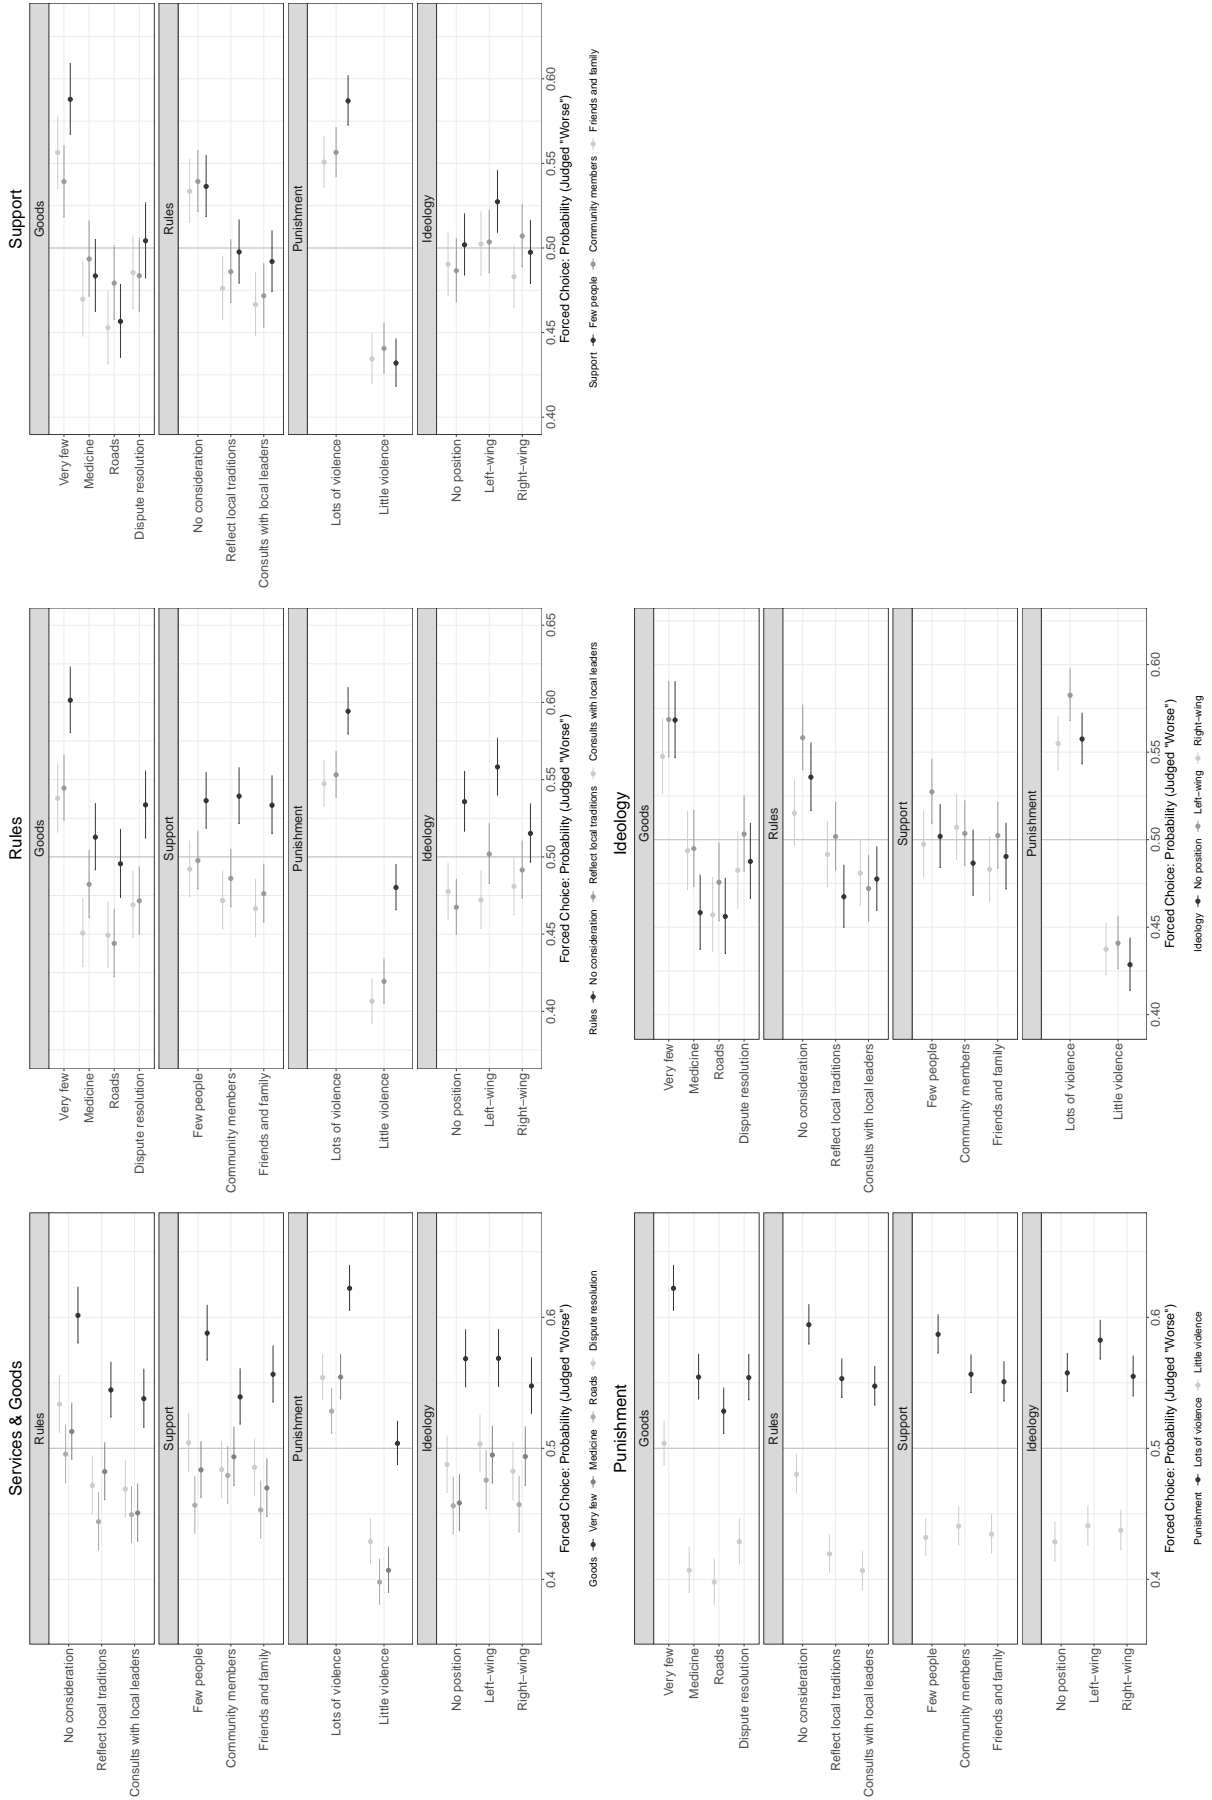 Services & Goods
Rules
No consideration
Reflect local traditions
Consults with local leaders
Support
Few people
Community members
Friends and family
Punishment
Lots of violence
Little violence
Ideology
No position
Left−wing
Right−wing
0.4 0.5 0.6
Forced Choice: Probability (Judged "Worse")
Goods Very few Medicine Roads Dispute resolution
Rules
Goods
Very few
Medicine
Roads
Dispute resolution
Support
Few people
Community members
Friends and family
Punishment
Lots of violence
Little violence
Ideology
No position
Left−wing
Right−wing
0.40 0.45 0.50 0.55 0.60 0.65
Forced Choice: Probability (Judged "Worse")
Rules No consideration Reflect local traditions Consults with local leaders
Support
Goods
Very few
Medicine
Roads
Dispute resolution
Rules
No consideration
Reflect local traditions
Consults with local leaders
Punishment
Lots of violence
Little violence
Ideology
No position
Left−wing
Right−wing
0.40 0.45 0.50 0.55 0.60
Forced Choice: Probability (Judged "Worse")
Support Few people Community members Friends and family
Punishment
Goods
Very few
Medicine
Roads
Dispute resolution
Rules
No consideration
Reflect local traditions
Consults with local leaders
Support
Few people
Community members
Friends and family
Ideology
No position
Left−wing
Right−wing
0.4 0.5 0.6
Forced Choice: Probability (Judged "Worse")
Punishment Lots of violence Little violence
Ideology
Goods
Very few
Medicine
Roads
Dispute resolution
Rules
No consideration
Reflect local traditions
Consults with local leaders
Support
Few people
Community members
Friends and family
Punishment
Lots of violence
Little violence
0.40 0.45 0.50 0.55 0.60
Forced Choice: Probability (Judged "Worse")
Ideology No position Left−wing Right−wing